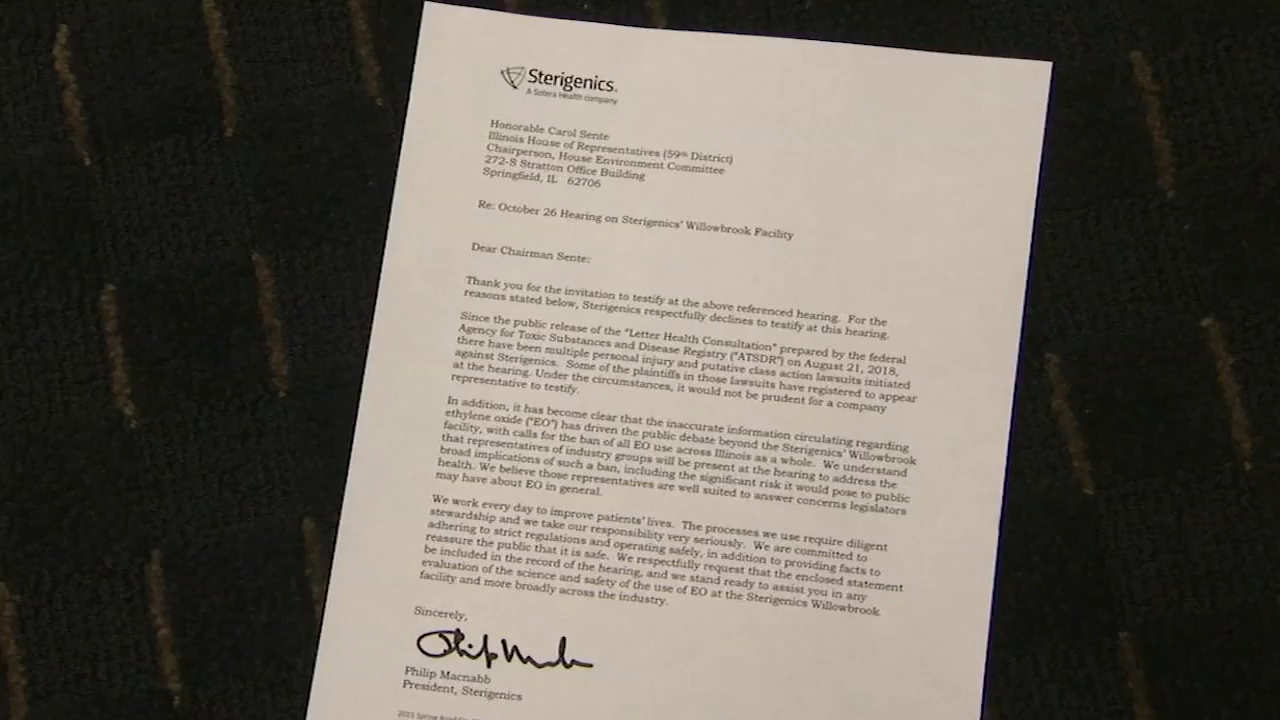 Sterigenics.
A Sotera Health company
Honorable Carol Sente
Illinois House of Representatives (59th District)
Chairperson, House Environment Committee
272-S Stratton Office Building
Springfield, IL 62706
Re: October 26 Hearing on Sterigenics' Willowbrook Facility
Dear Chairman Sente:
Thank you for the invitation to testify at the above referenced hearing. For the
reasons stated below, Sterigenics respectfully declines to testify at this hearing.
Since the public release of the "Letter Health Consultation" prepared by the federal
Agency for Toxic Substances and Disease Registry ("ATSDR") on August 21, 2018,
there have been multiple personal injury and putative class action lawsuits initiated
against Sterigenics. Some of the plaintiffs in those lawsuits have registered to appear
at the hearing. Under the circumstances, it would not be prudent for a company
representative to testify.
In addition, it has become clear that the inaccurate information circulating regarding
ethylene oxide ("EO") has driven the public debate beyond the Sterigenics' Willowbrook
facility, with calls for the ban of all EO use across Illinois as a whole. We understand
that representatives of industry groups will be present at the hearing to address the
broad implications of such a ban, including the significant risk it would pose to public
health. We believe those representatives are well suited to answer concerns legislators
may have about EO in general.
We work every day to improve patients' lives. The processes we use require diligent
stewardship and we take our responsibility very seriously. We are committed to
adhering to strict regulations and operating safely, in addition to providing facts to
reassure the public that it is safe. We respectfully request that the enclosed statement
be included in the record of the hearing, and we stand ready to assist you in any
evaluation of the science and safety of the use of EO at the Sterigenics Willowbrook
facility and more broadly across the industry.
Sincerely,
Philip Macnabb
President, Sterigenics
2015 Spring